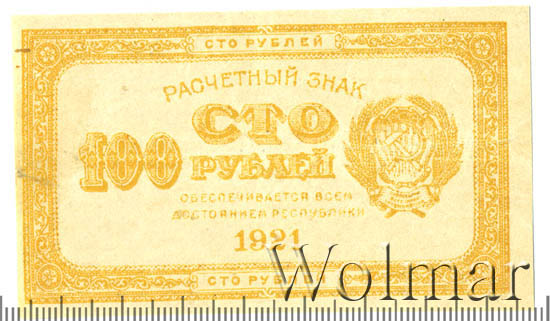 СТО РУБЛЕЙ
РАСЧЕТНЫЙ ЗНАК
100
СТО
РУБЛЕЙ
ОБЕСПЕЧИВАЕТСЯ ВСЕМ
ДОСТОЯНИЕМ РЕСПУБЛИКИ
1921
СТО РУБЛЕЙ
Wolmar